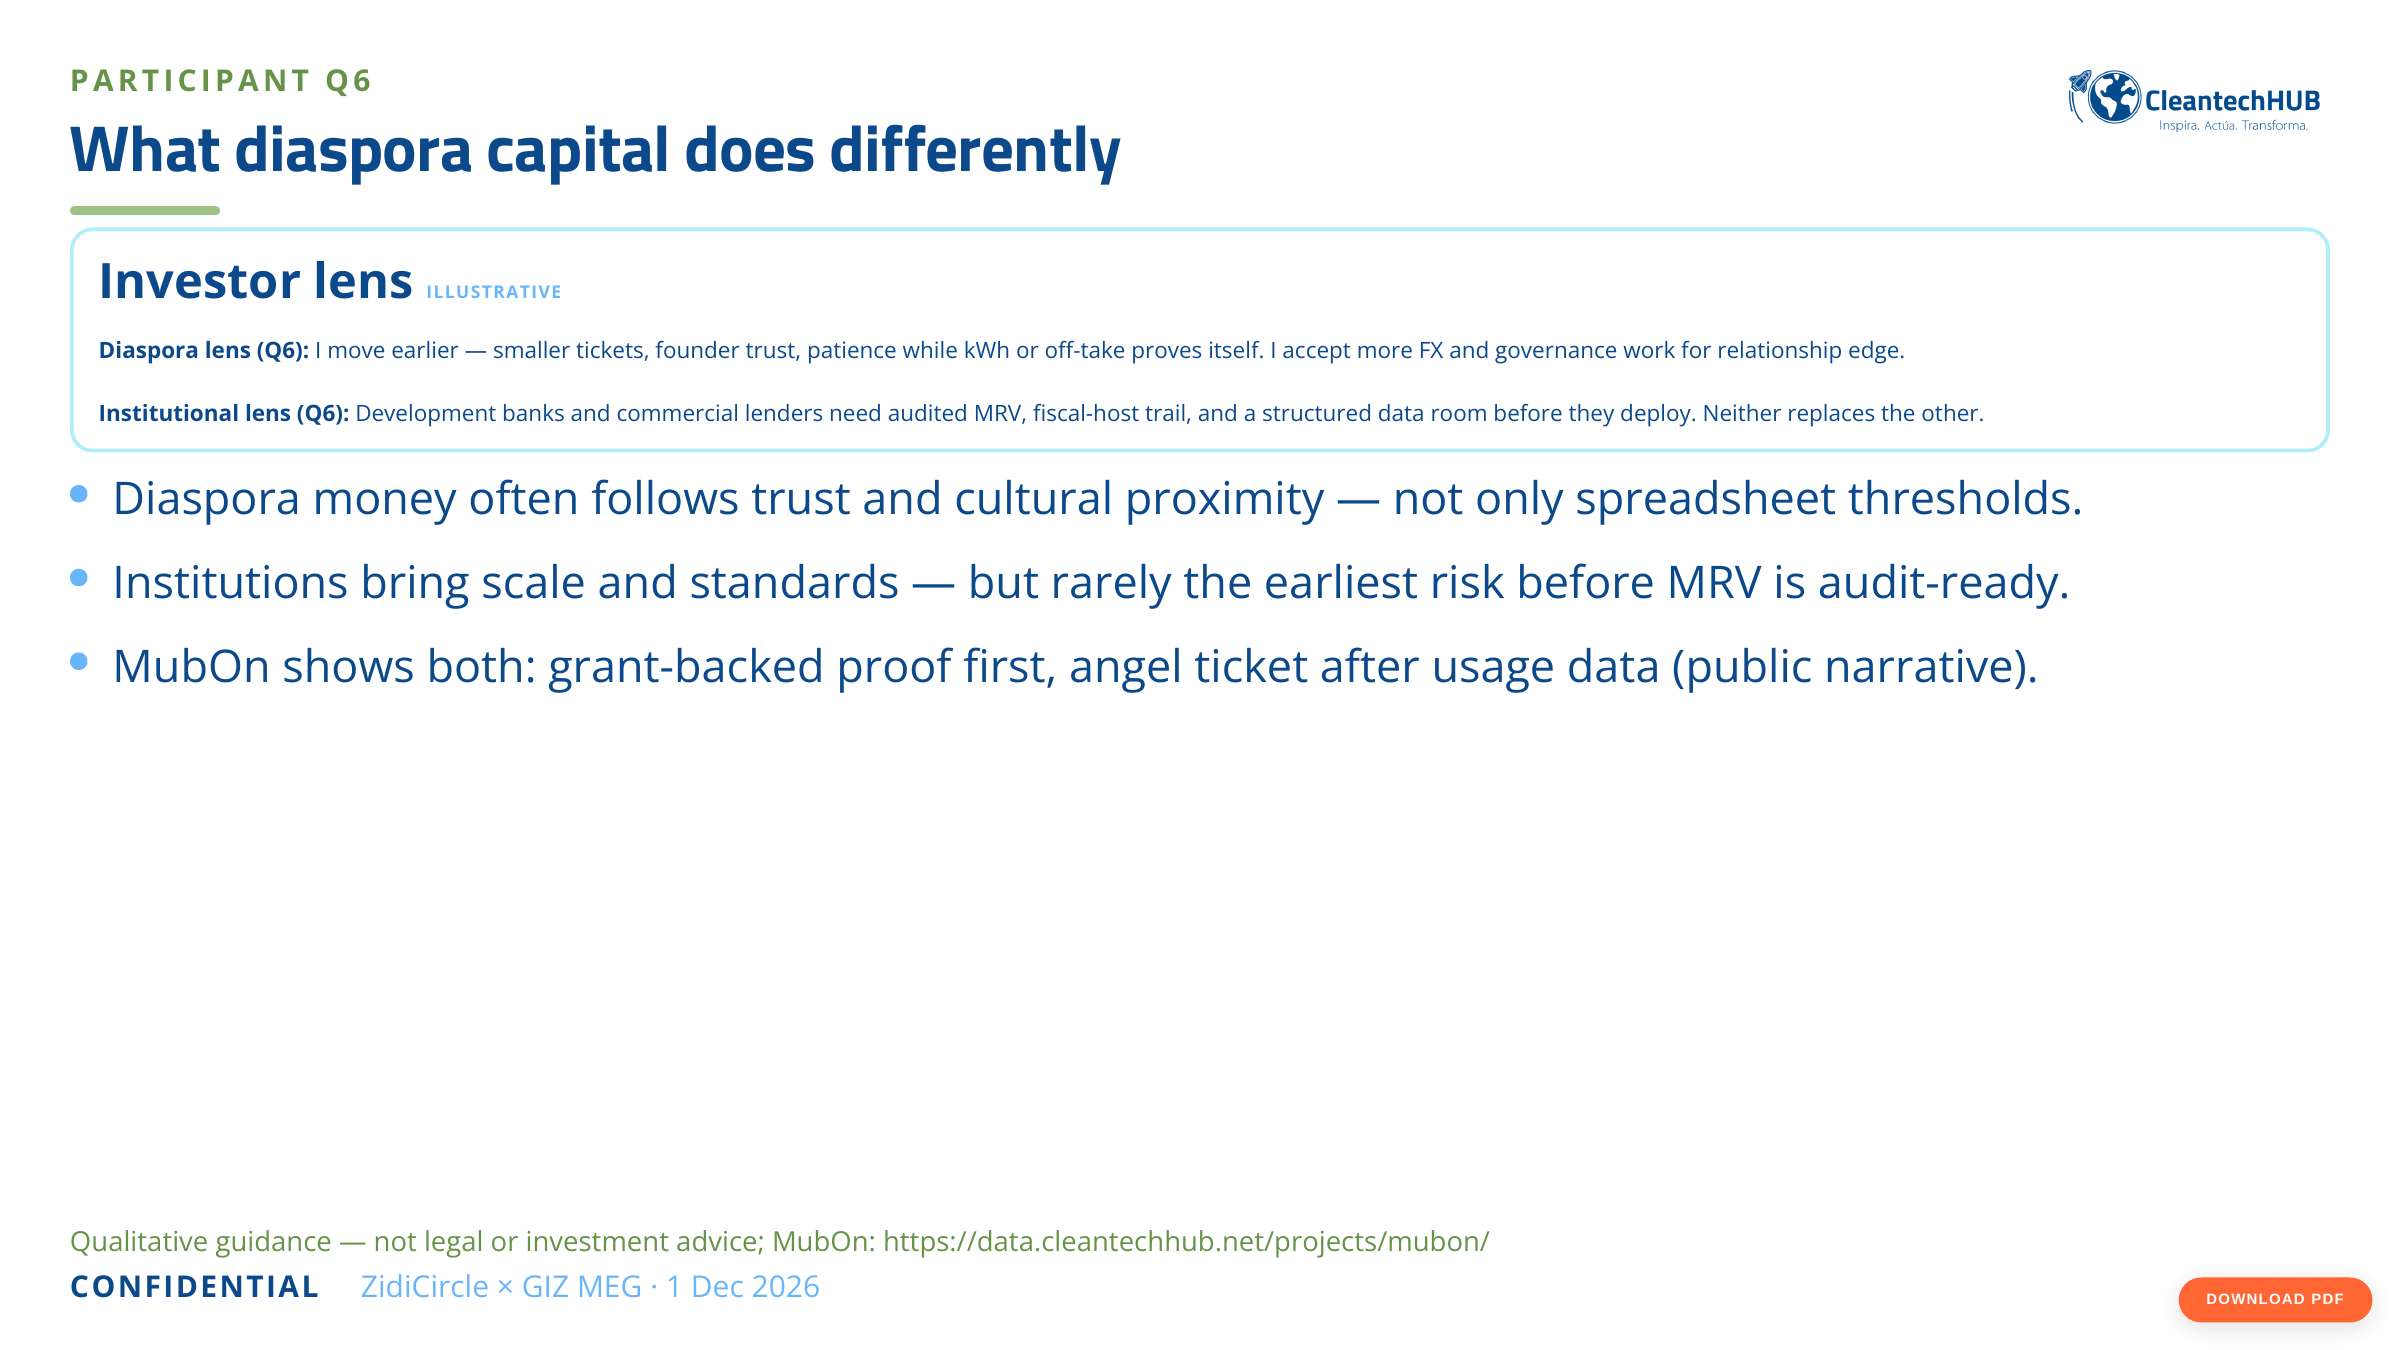 PARTICIPANT Q6
What diaspora capital does differently
CleantechHUB
Inspira. Actúa. Transforma.
Investor lens ILLUSTRATIVE
Diaspora lens (Q6): I move earlier — smaller tickets, founder trust, patience while kWh or off-take proves itself. I accept more FX and governance work for relationship edge.
Institutional lens (Q6): Development banks and commercial lenders need audited MRV, fiscal-host trail, and a structured data room before they deploy. Neither replaces the other.
• Diaspora money often follows trust and cultural proximity — not only spreadsheet thresholds.
• Institutions bring scale and standards — but rarely the earliest risk before MRV is audit-ready.
• MubOn shows both: grant-backed proof first, angel ticket after usage data (public narrative).
Qualitative guidance — not legal or investment advice; MubOn: https://data.cleantechhub.net/projects/mubon/
CONFIDENTIAL ZidiCircle × GIZ MEG · 1 Dec 2026
DOWNLOAD PDF